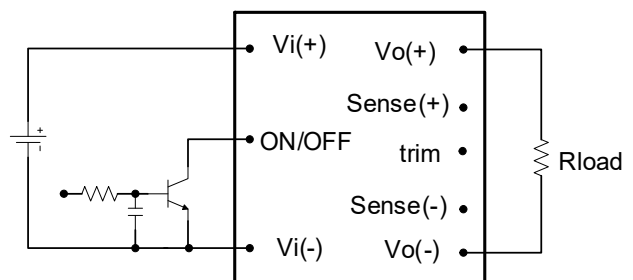 Vi(+)
Vo(+)
Sense(+)
ON/OFF
trim
Rload
Sense(-)
Vi(-)
Vo(-)
+
-